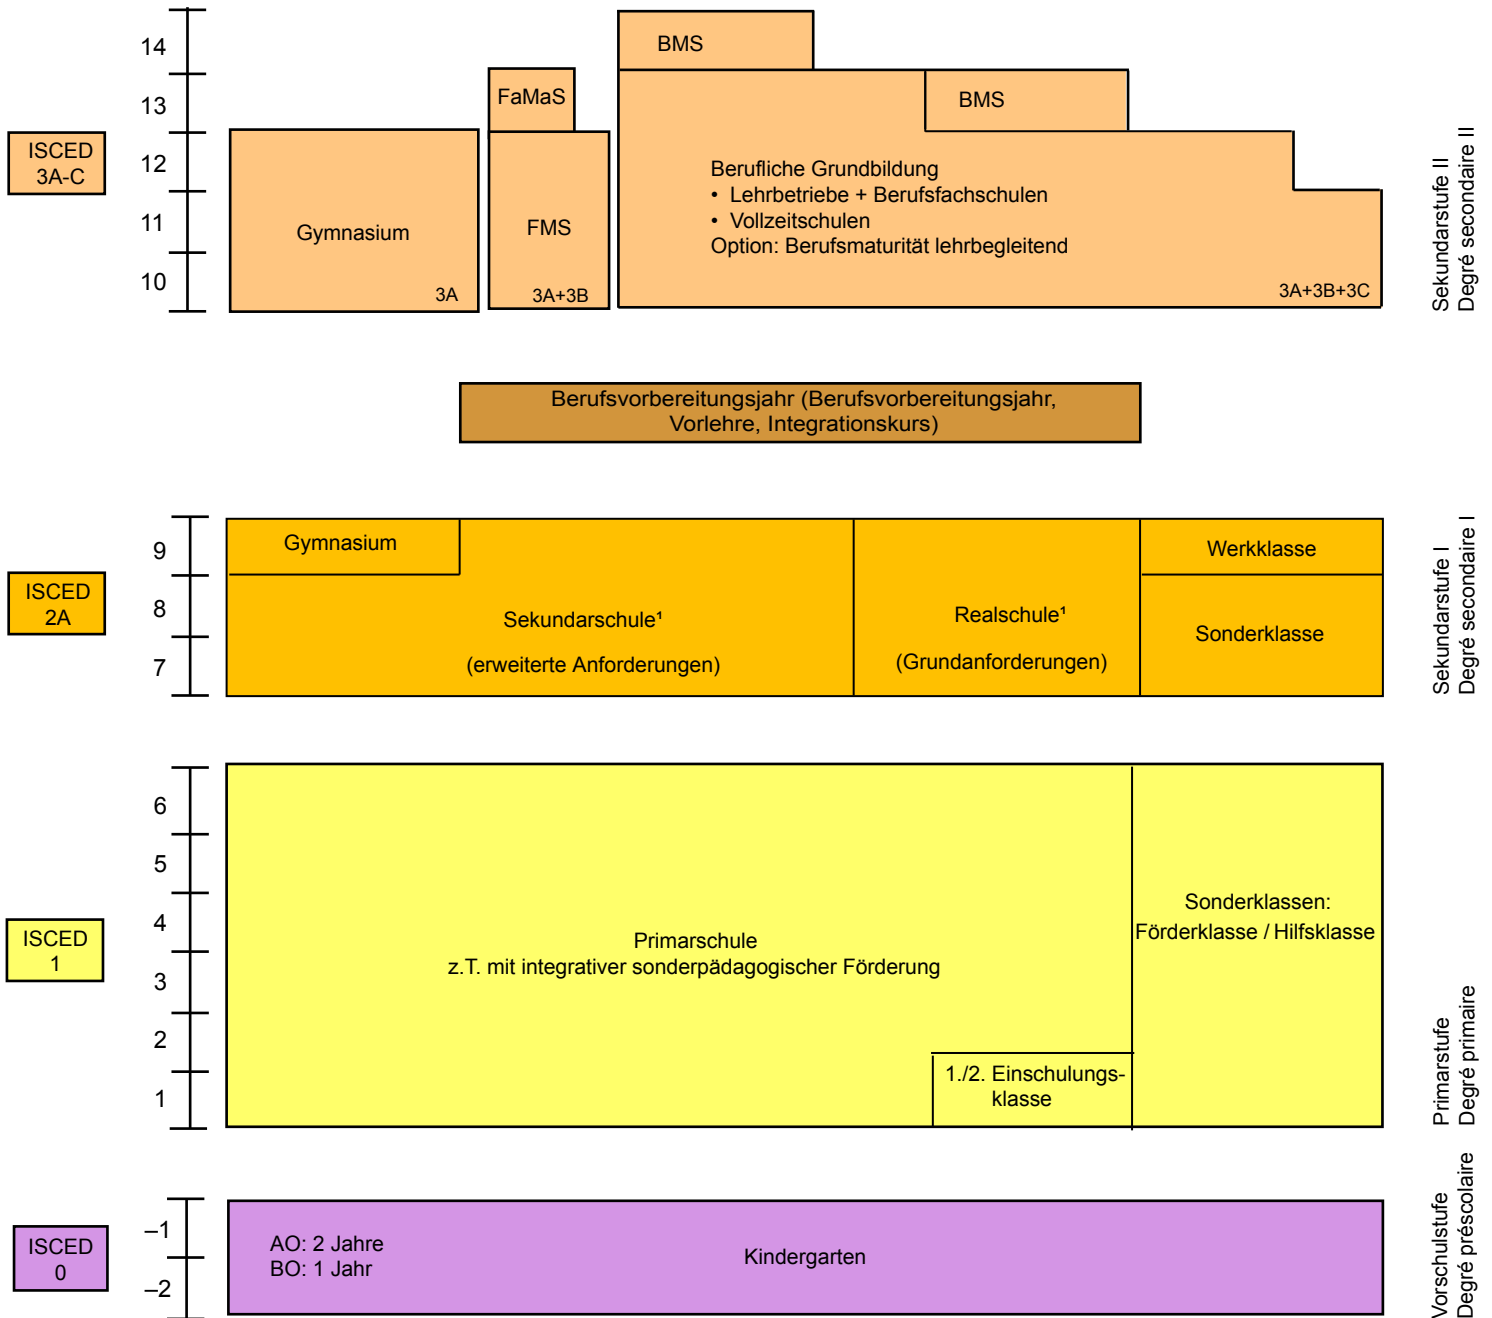 14
BMS
FaMaS
13
BMS
ISCED
3A-C
12
Berufliche Grundbildung
• Lehrbetriebe + Berufsfachschulen
• Vollzeitschulen
Option: Berufsmaturität lehrbegleitend
11
Gymnasium
FMS
10
3A
3A+3B
3A+3B+3C
Sekundarstufe II
Degré secondaire II
Berufsvorbereitungsjahr (Berufsvorbereitungsjahr,
Vorlehre, Integrationskurs)
9
Gymnasium
Werkklasse
ISCED
2A
8
Sekundarschule¹
(erweiterte Anforderungen)
Realschule¹
(Grundanforderungen)
Sonderklasse
7
Sekundarstufe I
Degré secondaire I
6
5
4
ISCED
1
Primarschule
z.T. mit integrativer sonderpädagogischer Förderung
Sonderklassen:
Förderklasse / Hilfsklasse
3
2
1./2. Einschulungs-
klasse
1
Primarstufe
Degré primaire
–1
ISCED
0
AO: 2 Jahre
BO: 1 Jahr
Kindergarten
–2
Vorschulstufe
Degré préscolaire